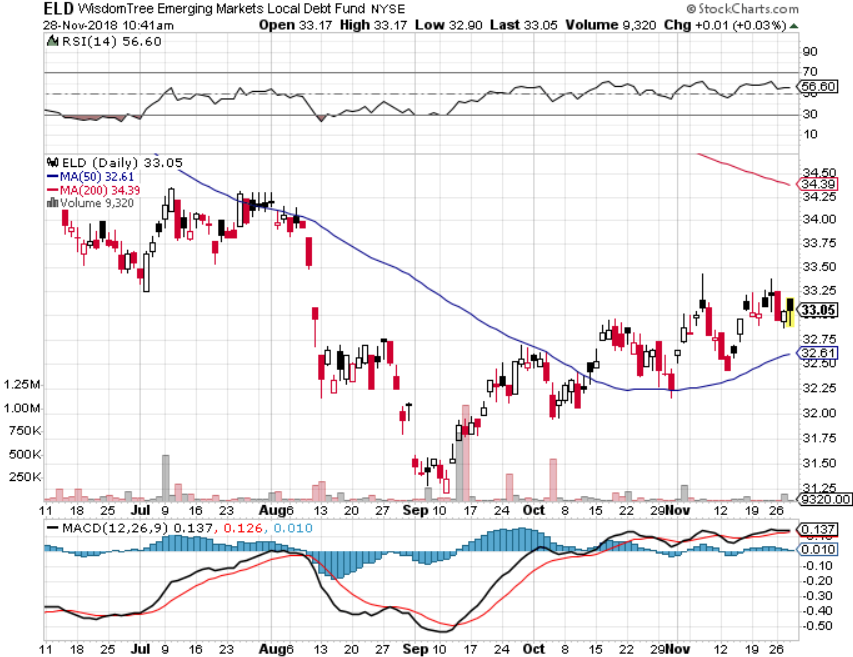 ELD WisdomTree Emerging Markets Local Debt Fund NYSE © StockCharts.com
28-Nov-2018 10:41am Open 33.17 High 33.17 Low 32.90 Last 33.05 Volume 9,320 Chg +0.01 (+0.03%)
RSI(14) 56.60
90
70
56.60
50
30
10
ELD (Daily) 33.05
MA(50) 32.61
MA(200) 34.39
Volume 9,320
34.50
34.39
34.25
34.00
33.75
33.50
33.25
33.05
32.75
32.61
32.50
32.25
32.00
31.75
31.50
31.25
9320.00
1.25M
1.00M
750K
500K
250K
11 18 25 Jul 9 16 23 Aug 6 13 20 27 Sep 10 17 24 Oct 8 15 22 29 Nov 12 19 26
MACD(12,26,9) 0.137, 0.126, 0.010
0.137
0.010
-0.10
-0.20
-0.30
-0.40
-0.50
11 18 25 Jul 9 16 23 Aug 6 13 20 27 Sep 10 17 24 Oct 8 15 22 29 Nov 12 19 26